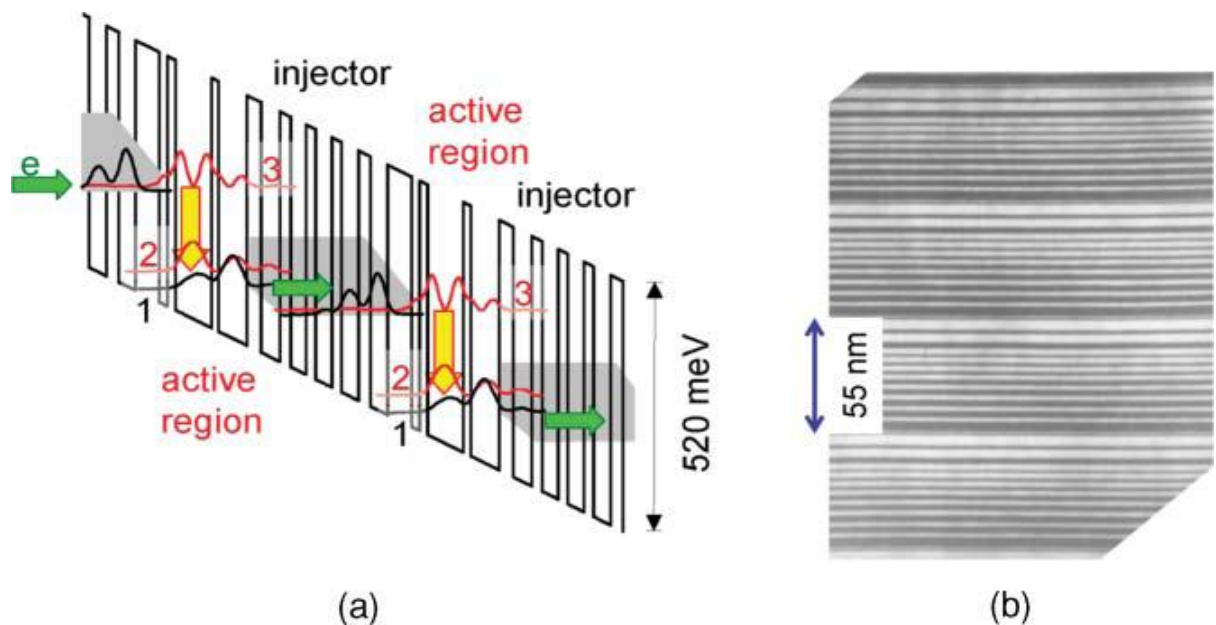 injector
active
region
injector
e
3
2
1
active
region
3
2
1
520 meV
55 nm
(a)
(b)